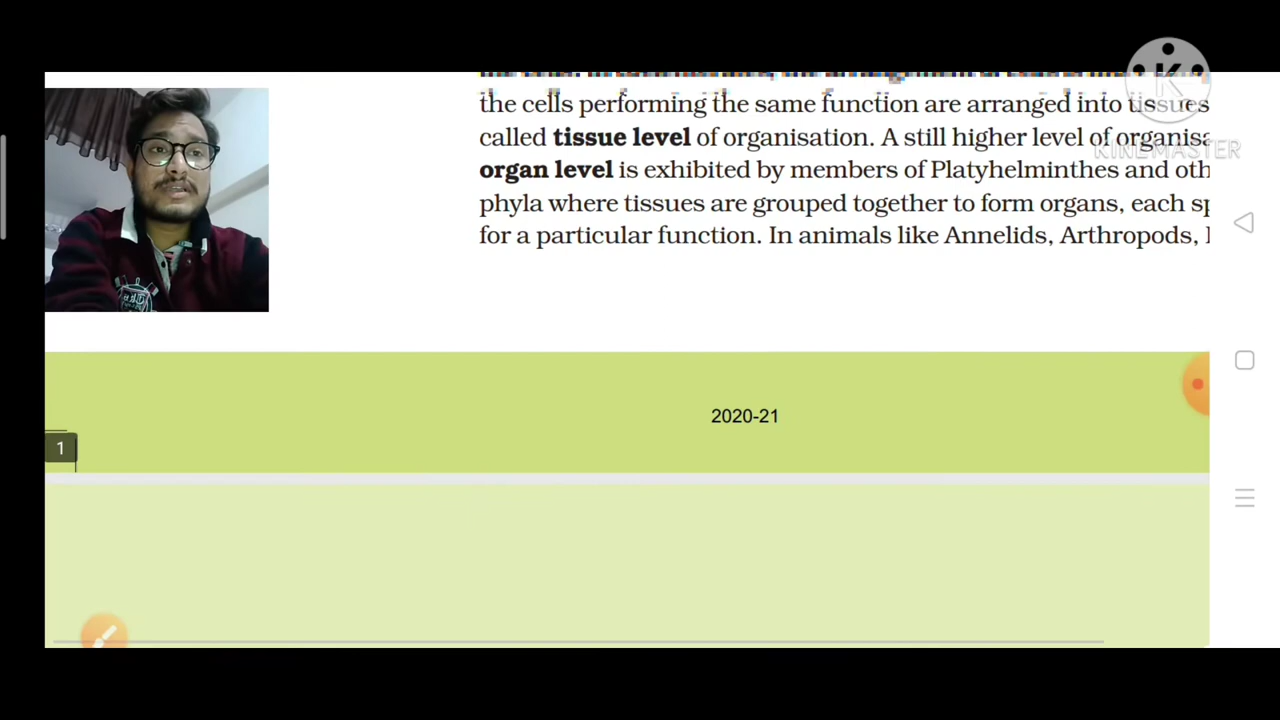 the cells performing the same function are arranged into tissues
called tissue level of organisation. A still higher level of organisa
organ level is exhibited by members of Platyhelminthes and oth
phyla where tissues are grouped together to form organs, each sp
for a particular function. In animals like Annelids, Arthropods,
K
KINEMASTER
2020-21
1